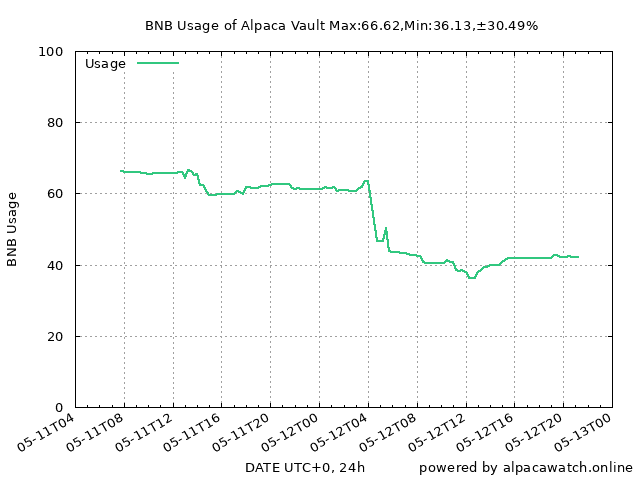 BNB Usage of Alpaca Vault Max:66.62,Min:36.13,±30.49%
100
Usage
80
60
BNB Usage
40
20
0
05-11T04
05-11T08
05-11T12
05-11T16
05-11T20
05-12T00
05-12T04
05-12T08
05-12T12
05-12T16
05-12T20
05-13T00
DATE UTC+0, 24h
powered by alpacawatch.online